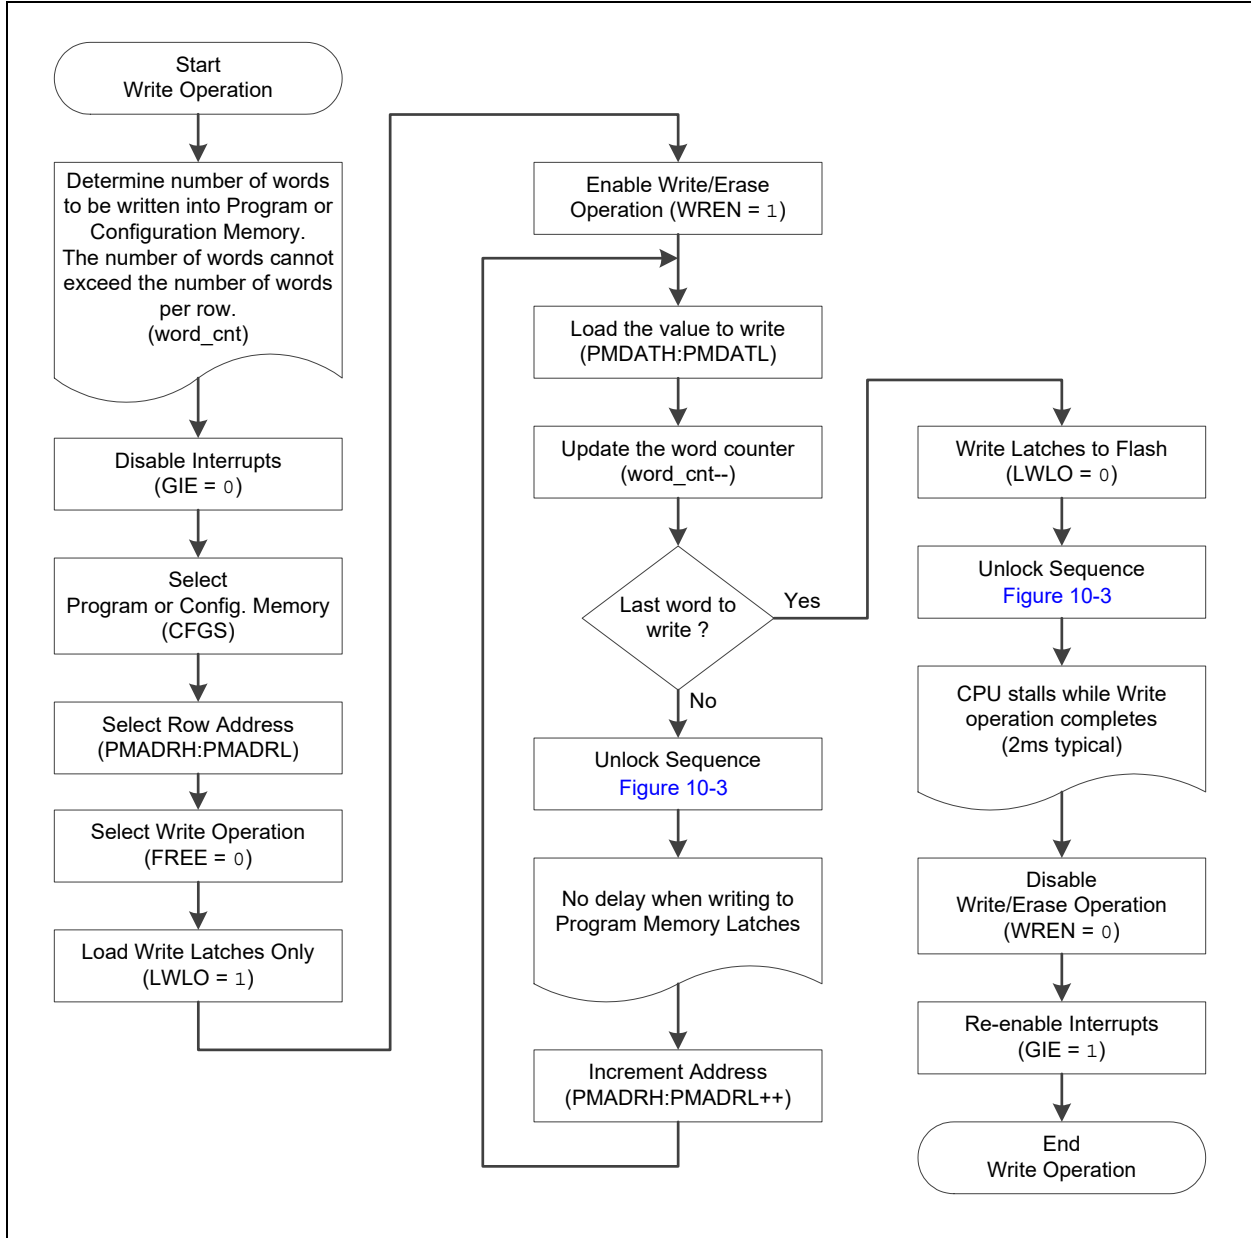 Start
Write Operation
Determine number of words
to be written into Program or
Configuration Memory.
The number of words cannot
exceed the number of words
per row.
(word_cnt)
Disable Interrupts
(GIE = 0)
Select
Program or Config. Memory
(CFGS)
Select Row Address
(PMADRH:PMADRL)
Select Write Operation
(FREE = 0)
Load Write Latches Only
(LWLO = 1)
Enable Write/Erase
Operation (WREN = 1)
Load the value to write
(PMDATH:PMDATL)
Update the word counter
(word_cnt--)
Last word to
write ?
Yes
No
Unlock Sequence
Figure 10-3
No delay when writing to
Program Memory Latches
Increment Address
(PMADRH:PMADRL++)
Write Latches to Flash
(LWLO = 0)
Unlock Sequence
Figure 10-3
CPU stalls while Write
operation completes
(2ms typical)
Disable
Write/Erase Operation
(WREN = 0)
Re-enable Interrupts
(GIE = 1)
End
Write Operation